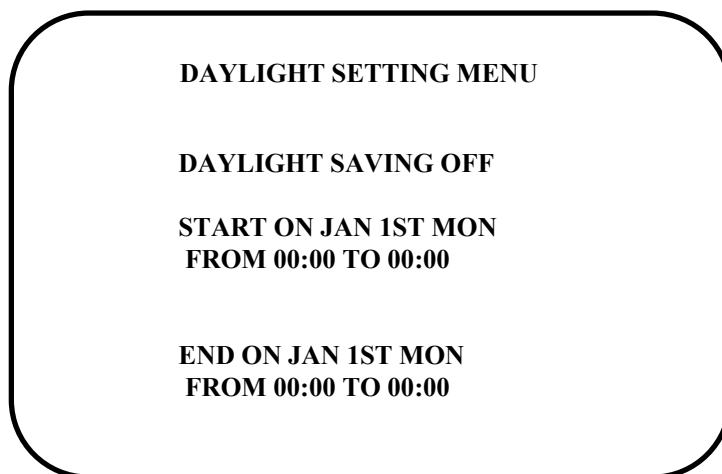 DAYLIGHT SETTING MENU
DAYLIGHT SAVING OFF
START ON JAN 1ST MON
FROM 00:00 TO 00:00
END ON JAN 1ST MON
FROM 00:00 TO 00:00